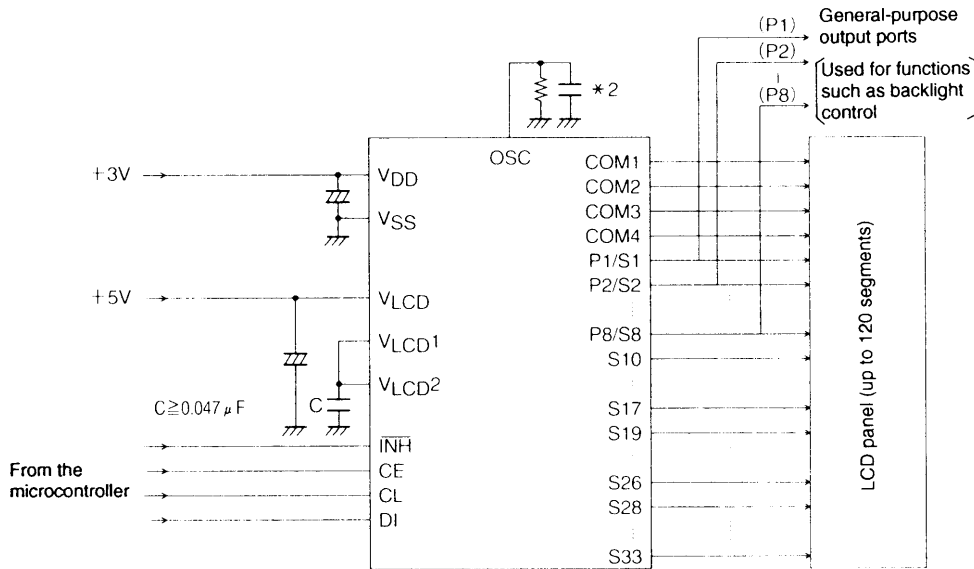 (P1)
General-purpose
output ports
(P2)
(P8)
Used for functions
such as backlight
control
*2
OSC
+3V
VDD
VSS
+5V
VLCD
VLCD1
VLCD2
C
C≧0.047 μF
From the
microcontroller
INH
CE
CL
DI
COM1
COM2
COM3
COM4
P1/S1
P2/S2
P8/S8
S10
S17
S19
S26
S28
S33
LCD panel (up to 120 segments)